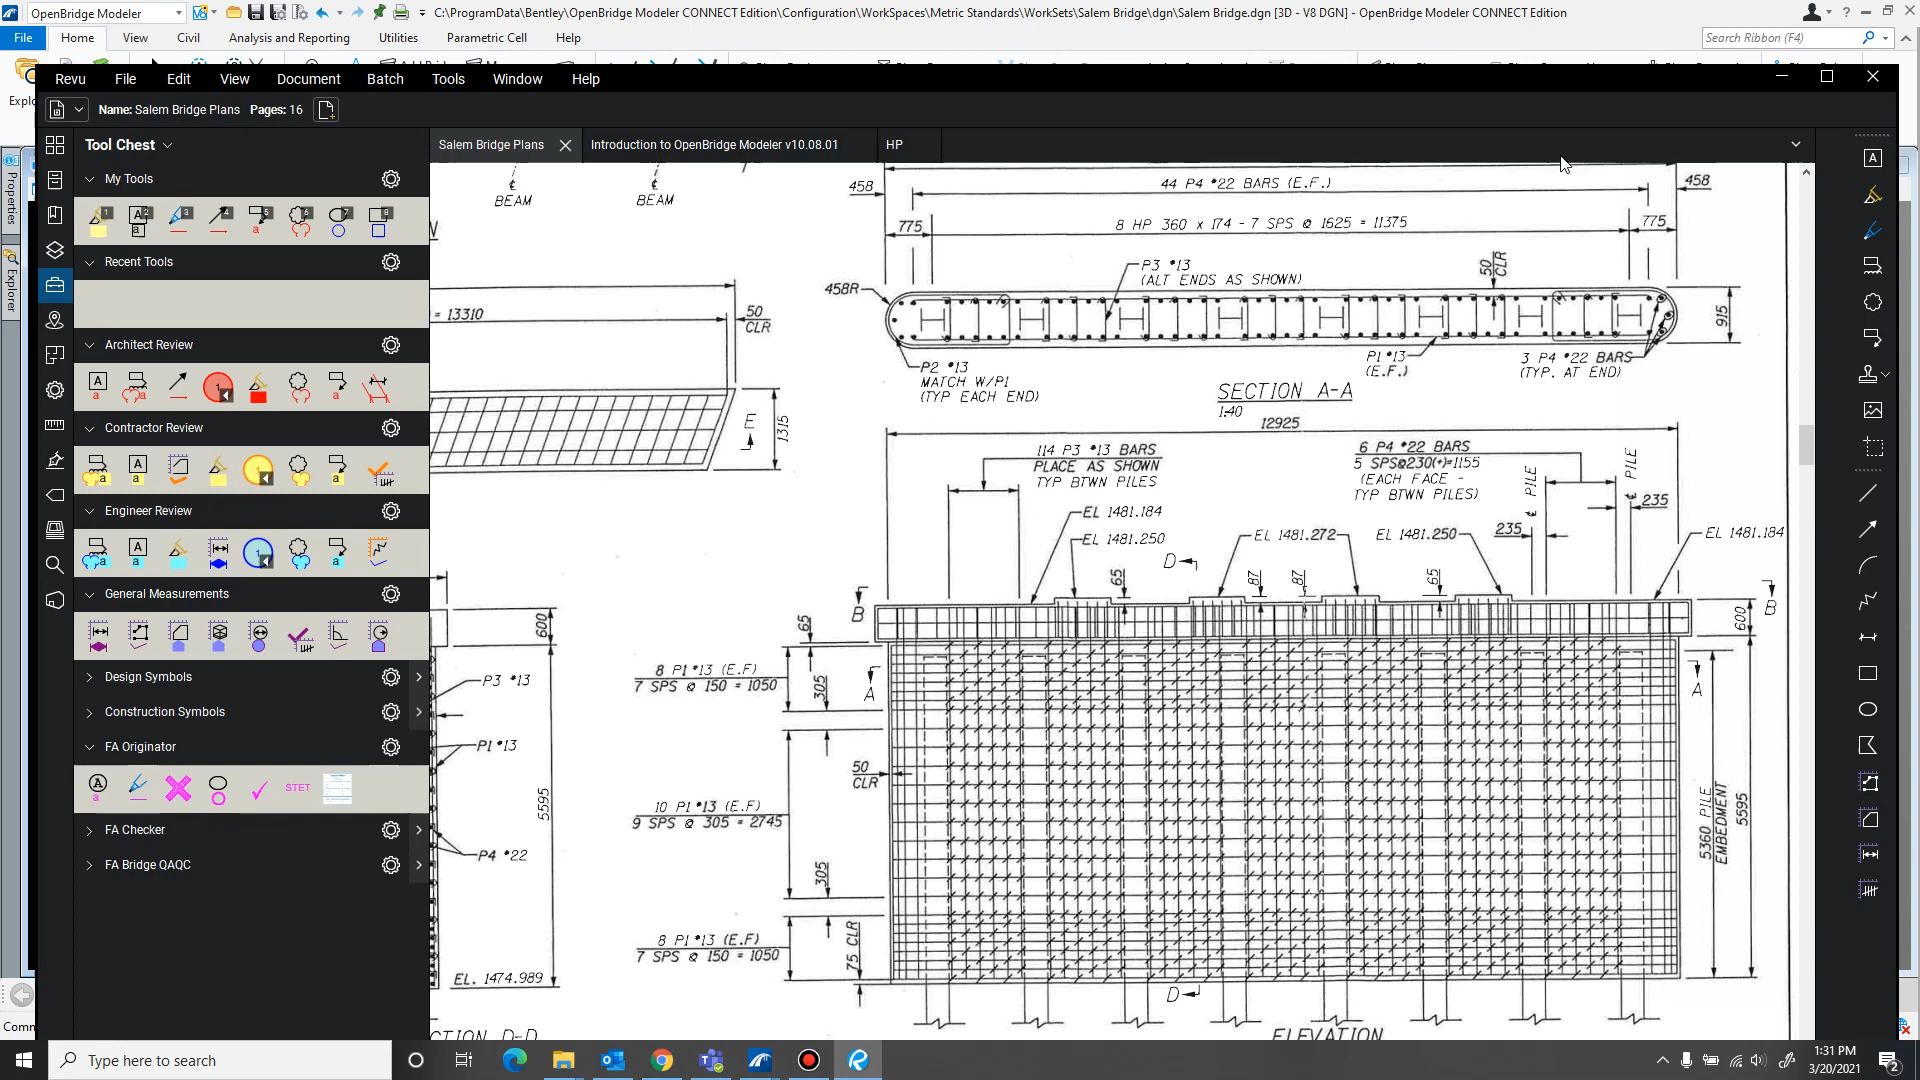 OpenBridge Modeler
C:\ProgramData\Bentley\OpenBridge Modeler CONNECT Edition\Configuration\WorkSpaces\Metric Standards\WorkSets\Salem Bridge\dgn\Salem Bridge.dgn [3D - V8 DGN] - OpenBridge Modeler CONNECT Edition
File Home View Civil Analysis and Reporting Utilities Parametric Cell Help
Search Ribbon (F4)
Revu File Edit View Document Batch Tools Window Help
Name: Salem Bridge Plans Pages: 16
Tool Chest
Salem Bridge Plans
Introduction to OpenBridge Modeler v10.08.01
HP
Properties
Explorer
My Tools
Recent Tools
Architect Review
Contractor Review
Engineer Review
General Measurements
Design Symbols
Construction Symbols
FA Originator
STET
FA Checker
FA Bridge QAQC
BEAM
BEAM
458
44 P4 #22 BARS (E.F.)
458
775
8 HP 360 x 174 - 7 SPS @ 1625 = 11375
775
P3 #13
(ALT ENDS AS SHOWN)
50
CLR
458R
915
P2 #13
MATCH W/P1
(TYP EACH END)
P1 #13
(E.F.)
3 P4 #22 BARS
(TYP. AT END)
SECTION A-A
1:40
= 13310
50
CLR
E
1315
12925
114 P3 #13 BARS
PLACE AS SHOWN
TYP BTWN PILES
6 P4 #22 BARS
5 SPS@230(+)=1155
(EACH FACE -
TYP BTWN PILES)
℄ PILE
℄ PILE
235
235
EL 1481.184
EL 1481.250
EL 1481.272
EL 1481.250
EL 1481.184
D
65
87
87
65
B
B
600
65
600
8 P1 #13 (E.F)
7 SPS @ 150 = 1050
305
A
A
P3 #13
P1 #13
50
CLR
10 P1 #13 (E.F)
9 SPS @ 305 = 2745
5595
5360 PILE
EMBEDMENT
5595
P4 #22
305
8 P1 #13 (E.F)
7 SPS @ 150 = 1050
75 CLR
EL. 1474.989
D
CTION D-D
ELEVATION
Type here to search
1:31 PM
3/20/2021
2